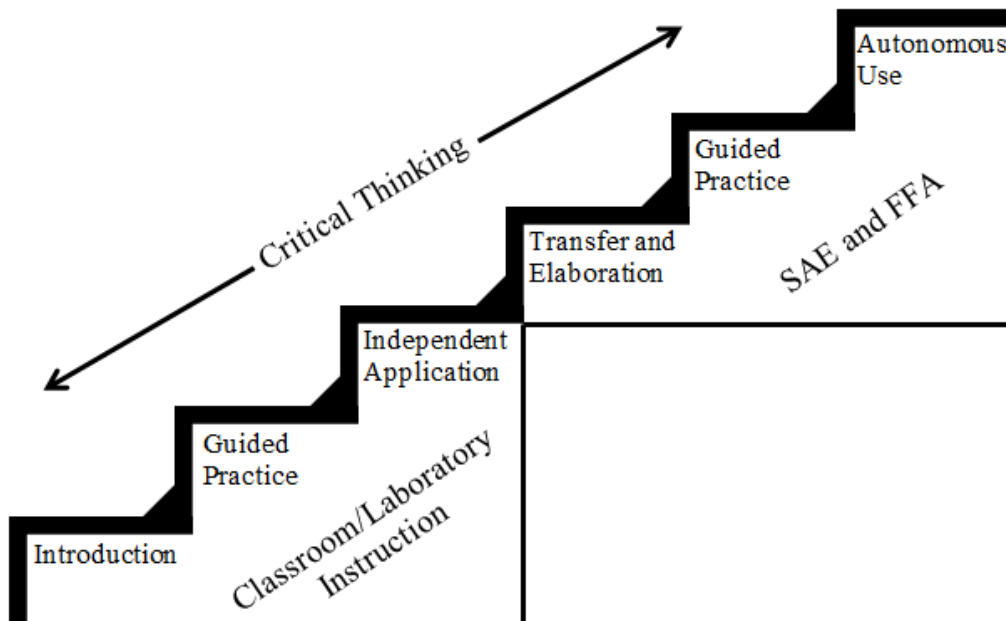 Autonomous
Use
Guided
Practice
SAE and FFA
Critical Thinking
Transfer and
Elaboration
Independent
Application
Guided
Practice
Classroom/Laboratory
Instruction
Introduction